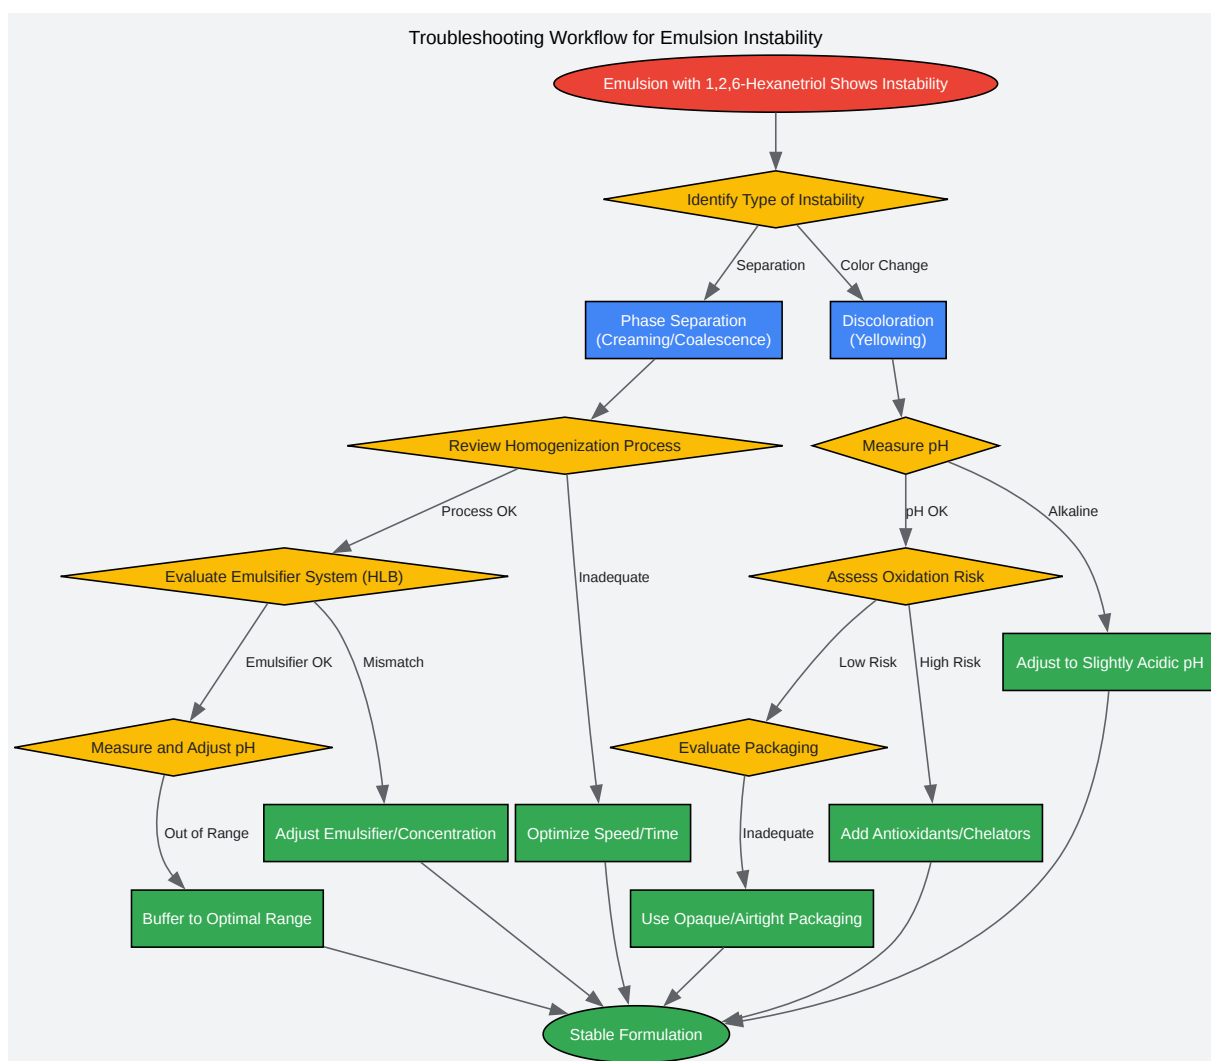 Troubleshooting Workflow for Emulsion Instability
Emulsion with 1,2,6-Hexanetriol Shows Instability
Identify Type of Instability
Separation
Color Change
Phase Separation
(Creaming/Coalescence)
Discoloration
(Yellowing)
Review Homogenization Process
Measure pH
Process OK
pH OK
Alkaline
Evaluate Emulsifier System (HLB)
Inadequate
Assess Oxidation Risk
Emulsifier OK
Mismatch
Low Risk
High Risk
Adjust to Slightly Acidic pH
Measure and Adjust pH
Evaluate Packaging
Out of Range
Adjust Emulsifier/Concentration
Optimize Speed/Time
Inadequate
Add Antioxidants/Chelators
Buffer to Optimal Range
Use Opaque/Airtight Packaging
Stable Formulation